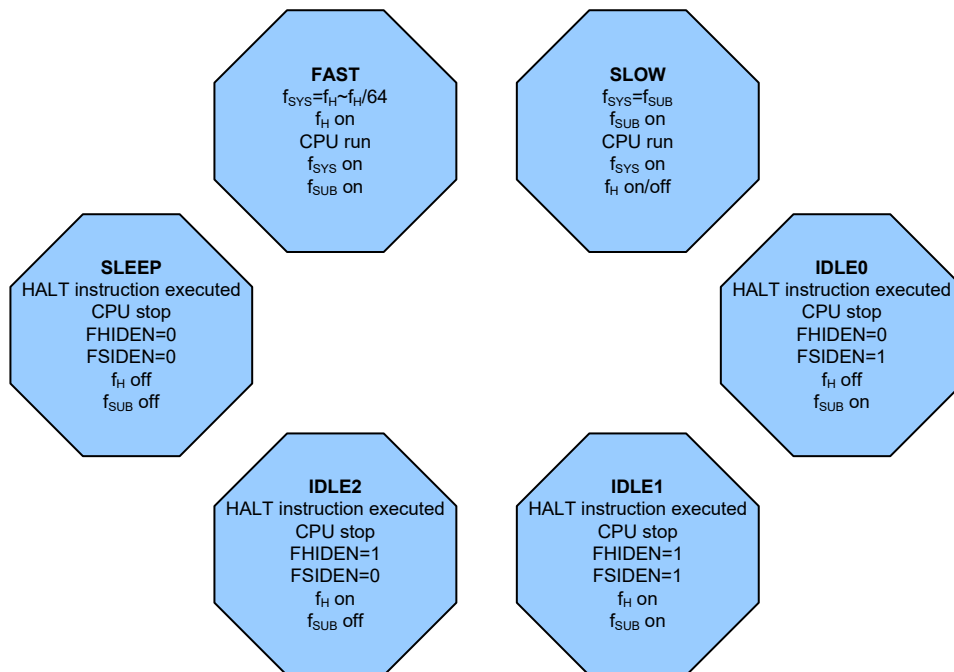 FAST
fSYS=fH~fH/64
fH on
CPU run
fSYS on
fSUB on
SLOW
fSYS=fSUB
fSUB on
CPU run
fSYS on
fH on/off
SLEEP
HALT instruction executed
CPU stop
FHIDEN=0
FSIDEN=0
fH off
fSUB off
IDLE0
HALT instruction executed
CPU stop
FHIDEN=0
FSIDEN=1
fH off
fSUB on
IDLE2
HALT instruction executed
CPU stop
FHIDEN=1
FSIDEN=0
fH on
fSUB off
IDLE1
HALT instruction executed
CPU stop
FHIDEN=1
FSIDEN=1
fH on
fSUB on